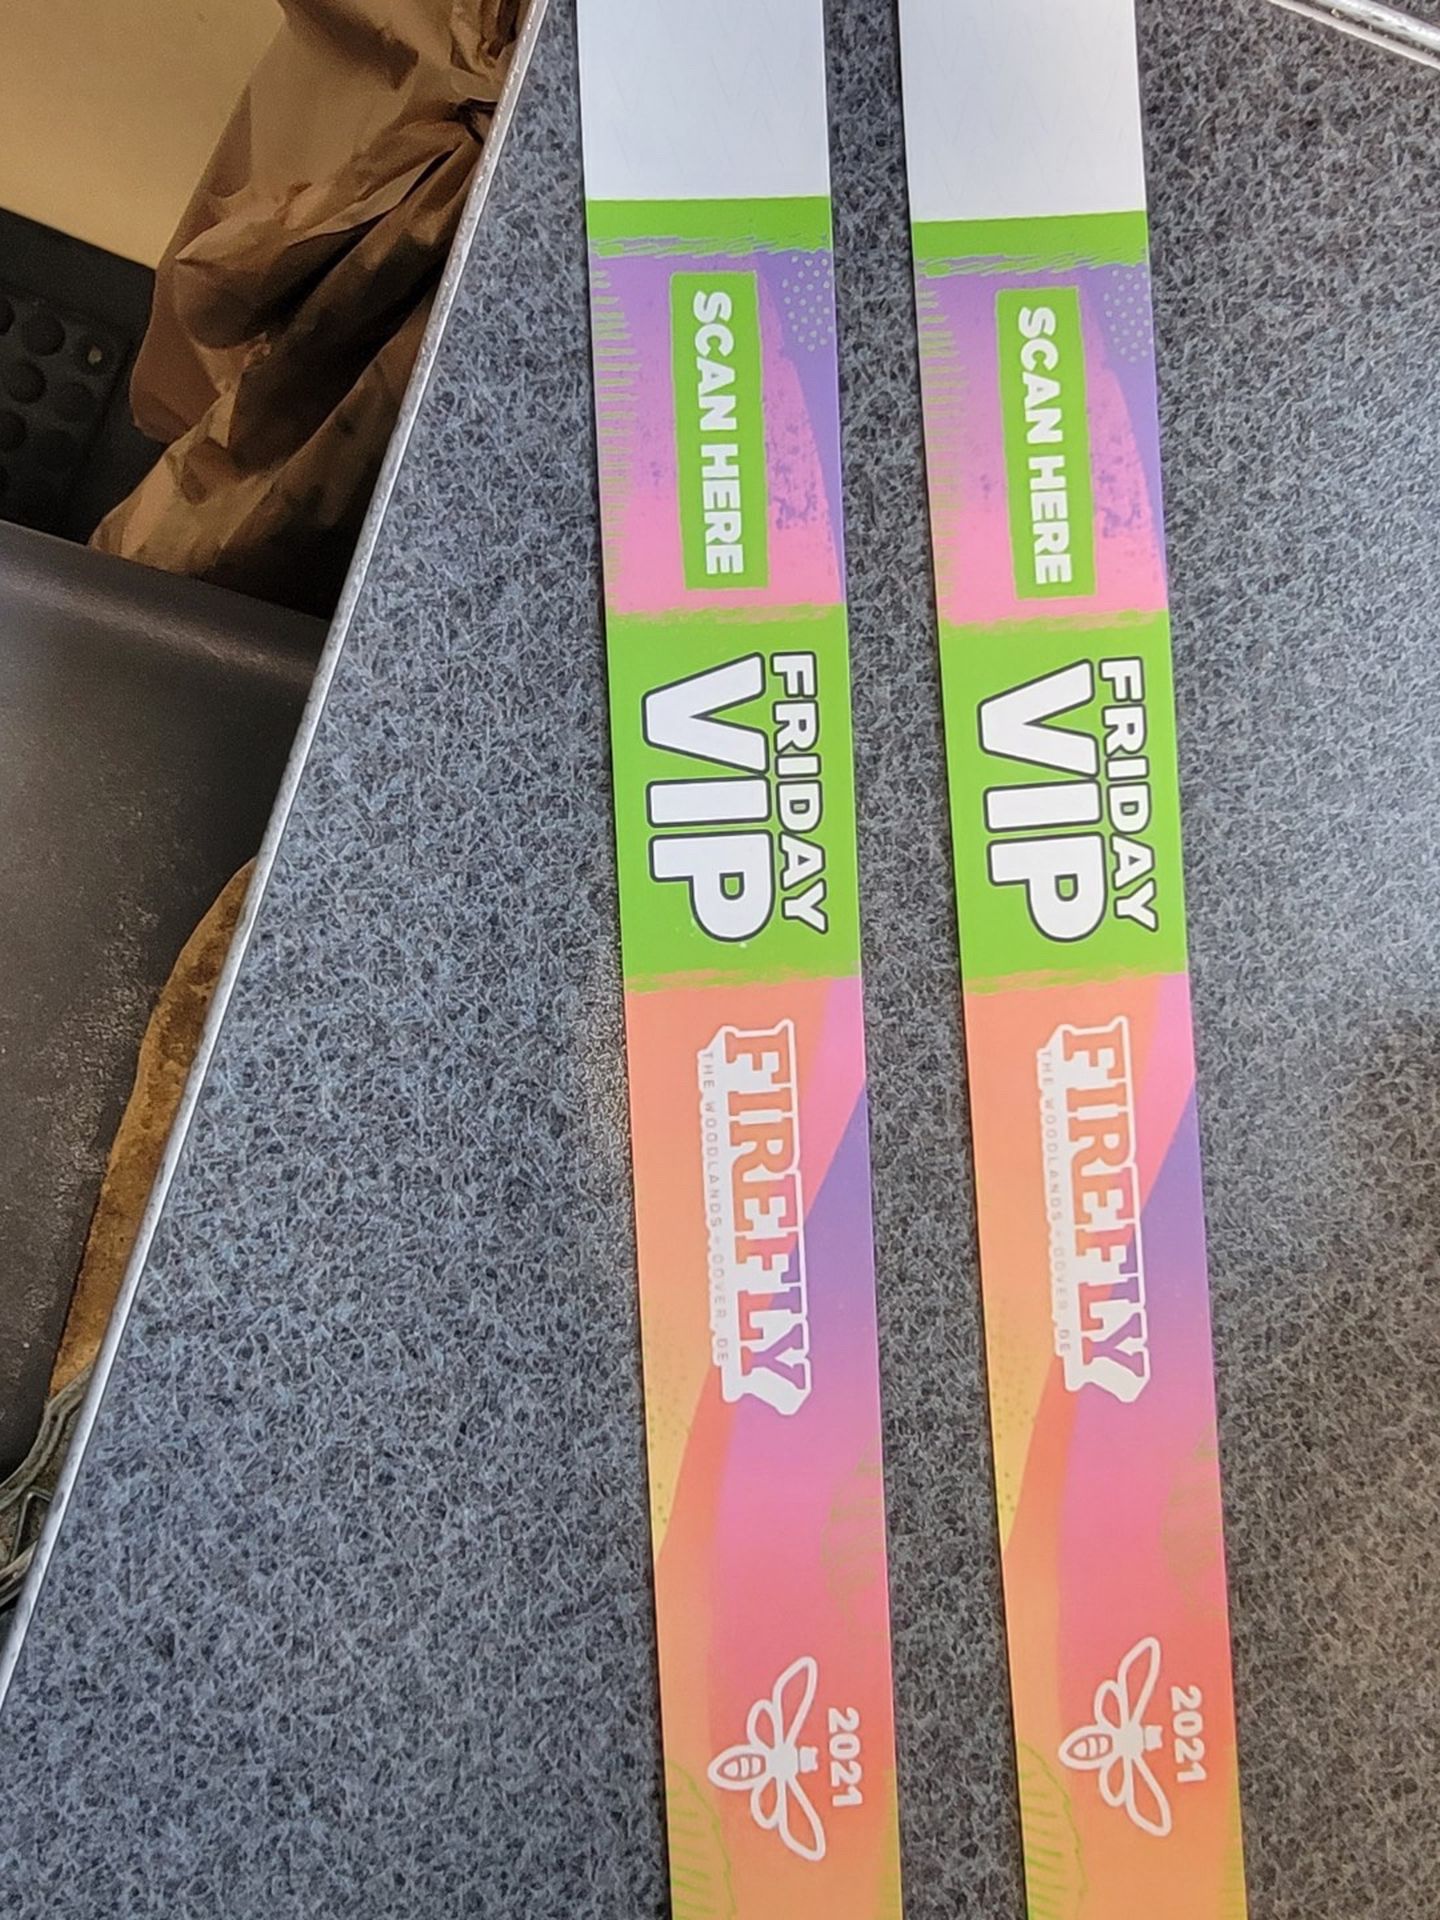 SCAN HERE
FRIDAY
VIP
FIREFLY
THE WOODLANDS • DOVER, DE
2021
SCAN HERE
FRIDAY
VIP
FIREFLY
THE WOODLANDS • DOVER, DE
2021